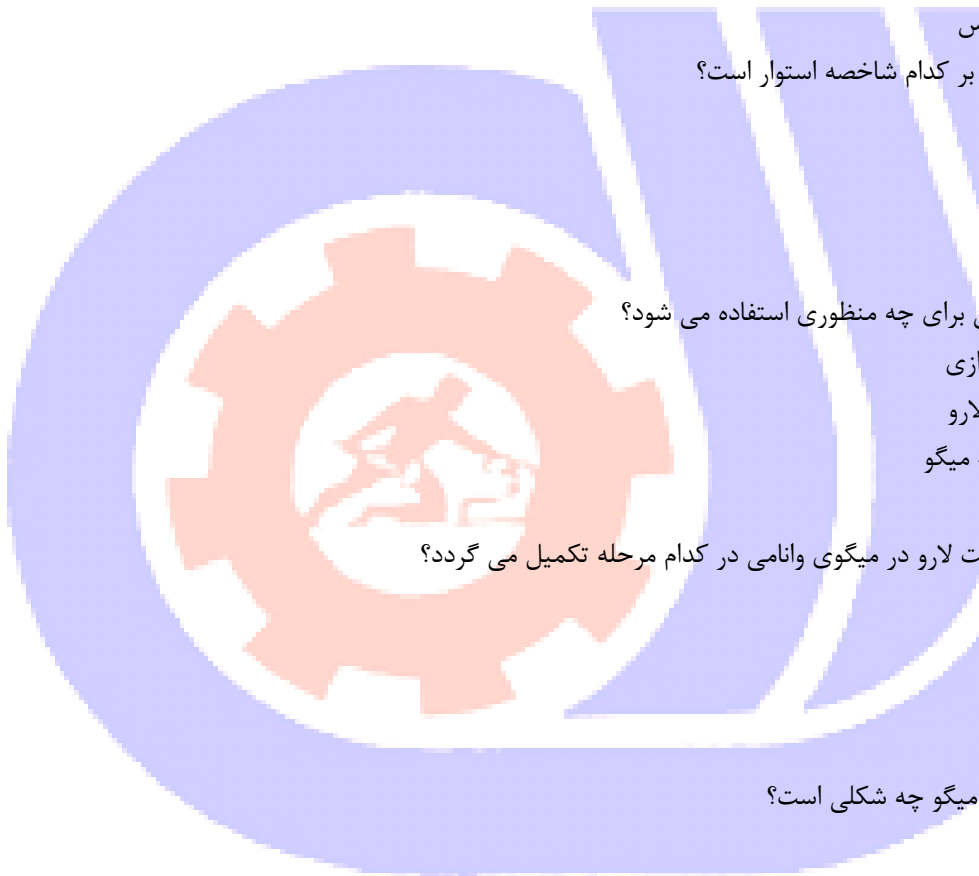 بر کدام شاخصه استوار است؟
برای چه منظوری استفاده می شود؟
لارو
میگو
لارو در میگوی وانامی در کدام مرحله تکمیل می گردد؟
میگو چه شکلی است؟